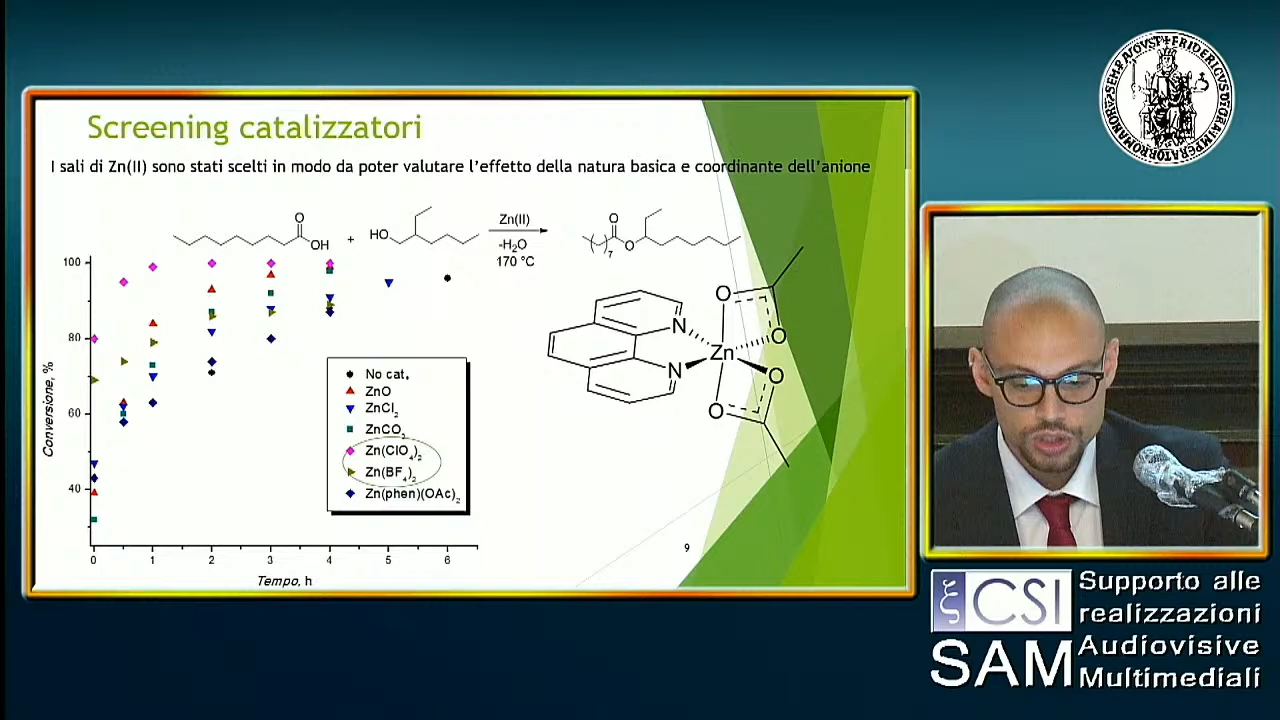 Screening catalizzatori
I sali di Zn(II) sono stati scelti in modo da poter valutare l'effetto della natura basica e coordinante dell'anione
O
OH
+
HO
Zn(II)
-H2O
170 °C
O
O
7
Conversione, %
100
80
60
40
0 1 2 3 4 5 6
Tempo, h
No cat.
ZnO
ZnCl2
ZnCO3
Zn(ClO4)2
Zn(BF4)2
Zn(phen)(OAc)2
N
N
Zn
O
O
O
O
9
ξ CSI
SAM
Supporto alle
realizzazioni
Audiovisive
Multimediali